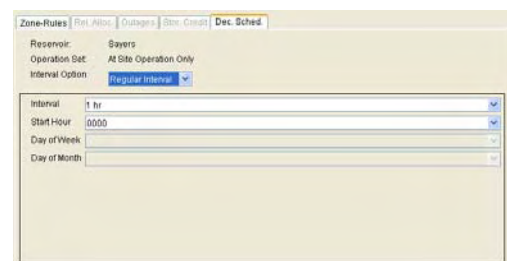 Zone-Rules Rel. Alloc. Outages Stor. Credit Dec. Sched.
Reservoir: Sayers
Operation Set: At Site Operation Only
Interval Option Regular Interval
Interval 1 hr
Start Hour 0000
Day of Week
Day of Month